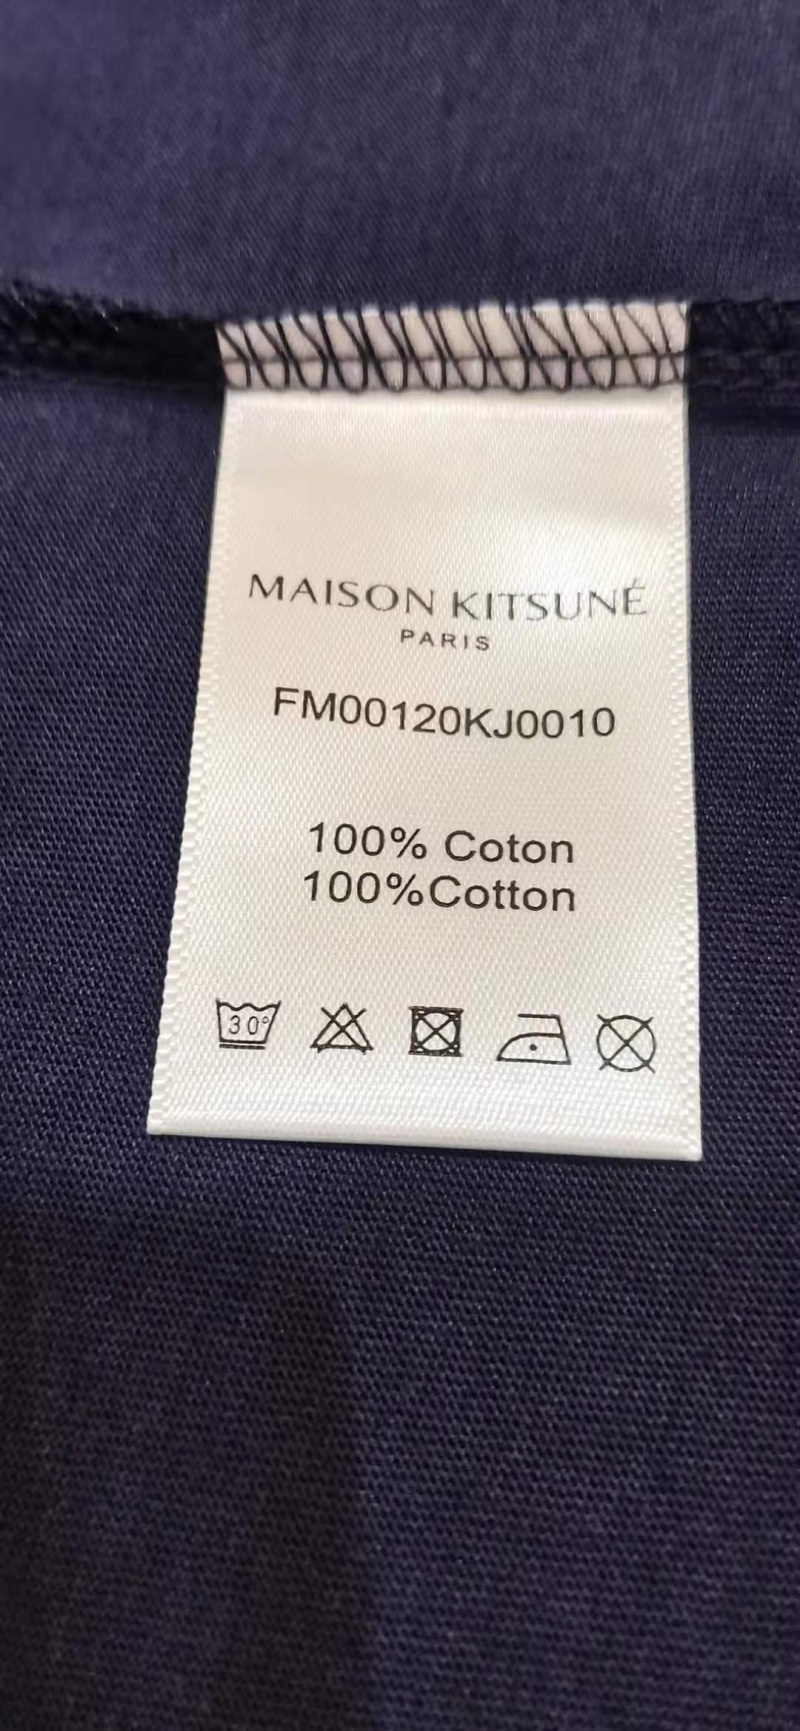 MAISON KITSUNÉ
PARIS
FM00120KJ0010
100% Coton
100%Cotton
30°